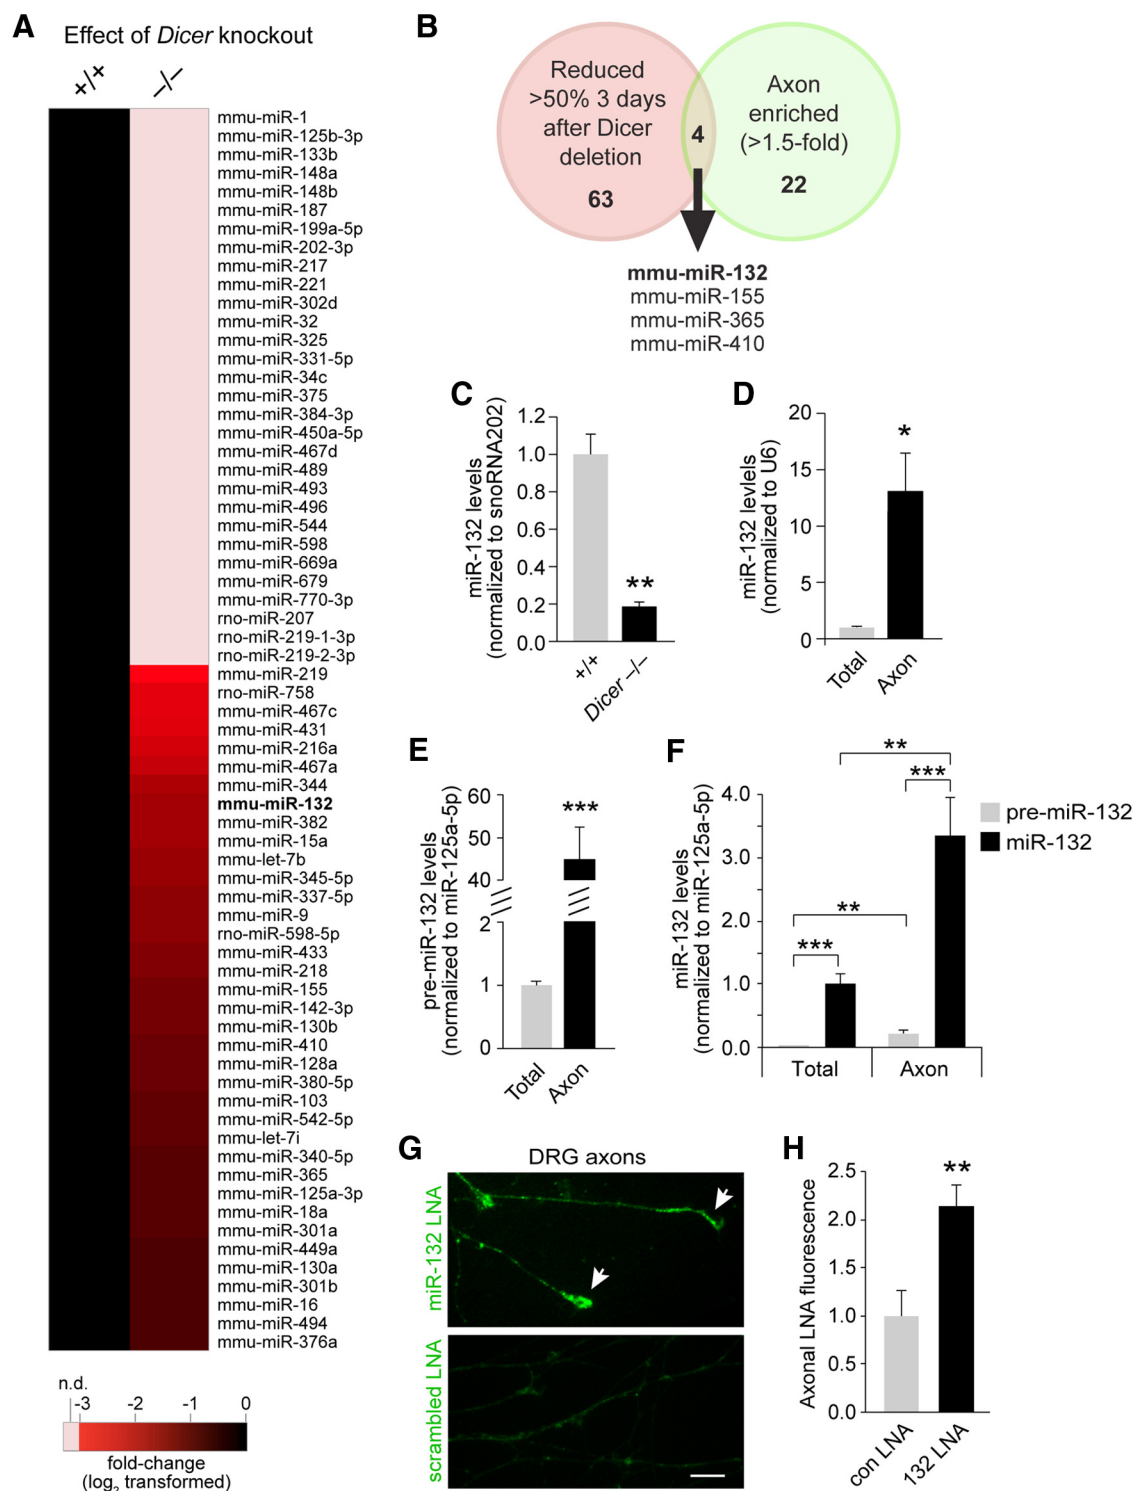 A
Effect of Dicer knockout
+/+
–/–
mmu-miR-1
mmu-miR-125b-3p
mmu-miR-133b
mmu-miR-148a
mmu-miR-148b
mmu-miR-187
mmu-miR-199a-5p
mmu-miR-202-3p
mmu-miR-217
mmu-miR-221
mmu-miR-302d
mmu-miR-32
mmu-miR-325
mmu-miR-331-5p
mmu-miR-34c
mmu-miR-375
mmu-miR-384-3p
mmu-miR-450a-5p
mmu-miR-467d
mmu-miR-489
mmu-miR-493
mmu-miR-496
mmu-miR-544
mmu-miR-598
mmu-miR-669a
mmu-miR-679
mmu-miR-770-3p
rno-miR-207
rno-miR-219-1-3p
rno-miR-219-2-3p
mmu-miR-219
rno-miR-758
mmu-miR-467c
mmu-miR-431
mmu-miR-216a
mmu-miR-467a
mmu-miR-344
mmu-miR-132
mmu-miR-382
mmu-miR-15a
mmu-let-7b
mmu-miR-345-5p
mmu-miR-337-5p
mmu-miR-9
rno-miR-598-5p
mmu-miR-433
mmu-miR-218
mmu-miR-155
mmu-miR-142-3p
mmu-miR-130b
mmu-miR-410
mmu-miR-128a
mmu-miR-380-5p
mmu-miR-103
mmu-miR-542-5p
mmu-let-7i
mmu-miR-340-5p
mmu-miR-365
mmu-miR-125a-3p
mmu-miR-18a
mmu-miR-301a
mmu-miR-449a
mmu-miR-130a
mmu-miR-301b
mmu-miR-16
mmu-miR-494
mmu-miR-376a
n.d.
-3 -2 -1 0
fold-change
(log2 transformed)
B
Reduced
>50% 3 days
after Dicer
deletion
63
4
Axon
enriched
(>1.5-fold)
22
mmu-miR-132
mmu-miR-155
mmu-miR-365
mmu-miR-410
C
miR-132 levels
(normalized to snoRNA202)
1.2
1.0
0.8
0.6
0.4
0.2
0.0
**
+/+
Dicer –/–
D
miR-132 levlels
(normalized to U6)
20
15
10
5
0
*
Total
Axon
E
pre-miR-132 levels
(normalized to miR-125a-5p)
60
50
40
2
1
0
***
Total
Axon
F
miR-132 levels
(normalized to miR-125a-5p)
4.0
3.0
2.0
1.0
0.0
**
***
**
***
Total
Axon
pre-miR-132
miR-132
G
DRG axons
miR-132 LNA
scrambled LNA
H
Axonal LNA fluorescence
2.5
2.0
1.5
1.0
0.5
0.0
**
con LNA
132 LNA